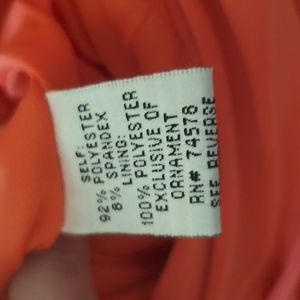 SELF:
92% POLYESTER
8% SPANDEX
LINING:
100% POLYESTER
EXCLUSIVE OF
ORNAMENT
RN# 74578
SEE REVERSE